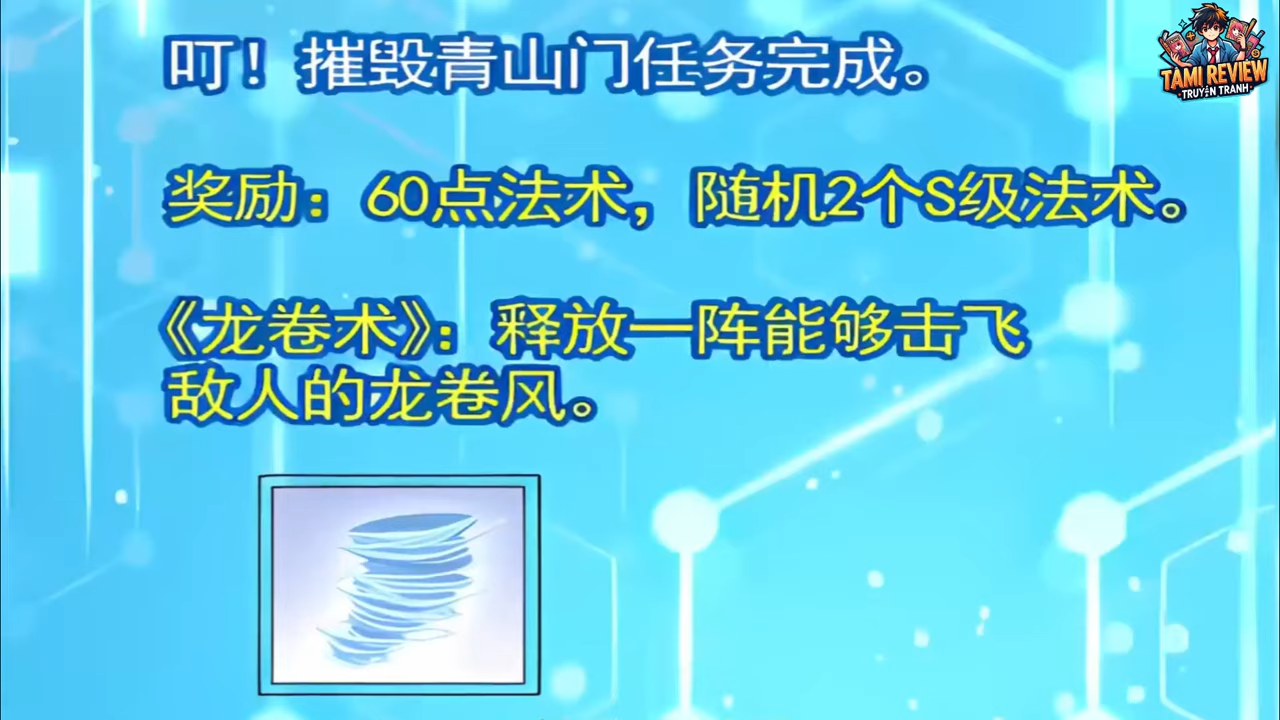 叮！摧毁青山门任务完成。
TAMI REVIEW
TRUYỆN TRANH
奖励：60点法术，随机2个S级法术。
《龙卷术》：释放一阵能够击飞
敌人的龙卷风。